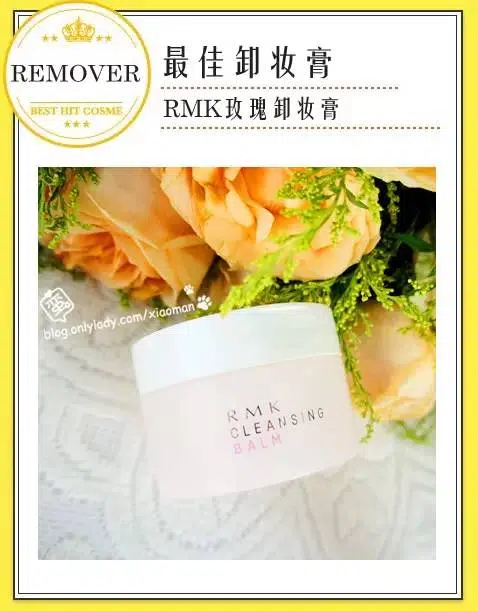 REMOVER
BEST HIT COSME
最佳卸妆膏
RMK玫瑰卸妆膏
blog.onlylady.com/xiaoman
RMK
CLEANSING
BALM